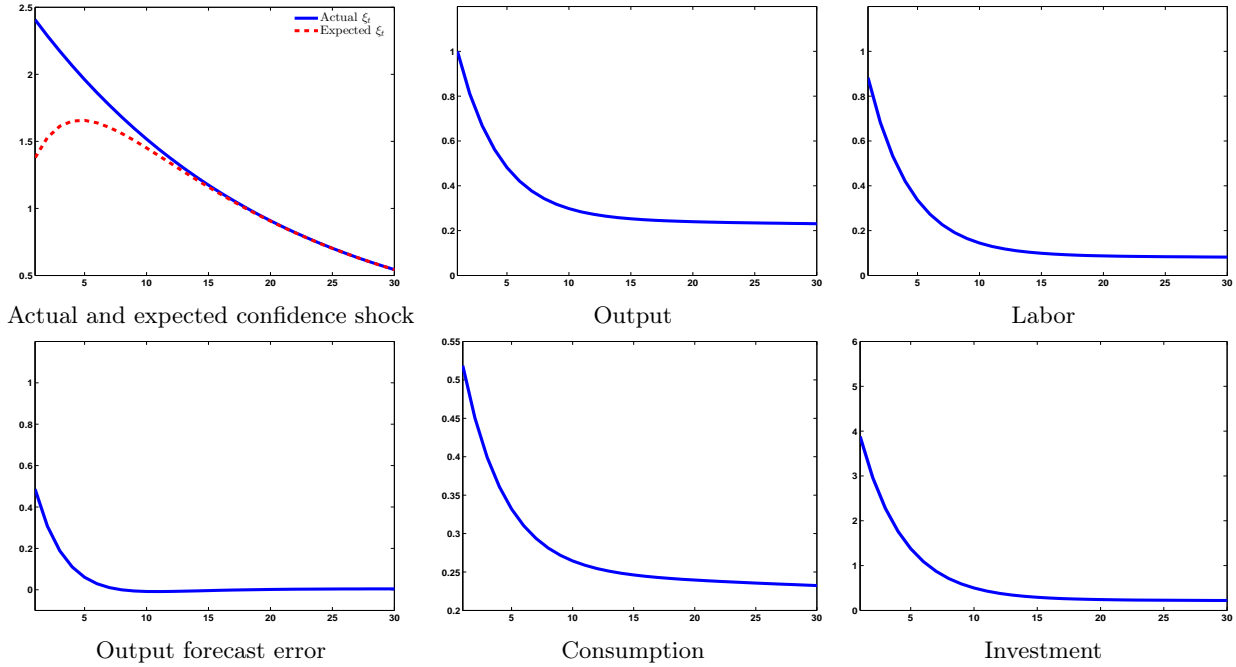 2.5
2
1.5
1
0.5
5 10 15 20 25 30
Actual ξt
Expected ξt
Actual and expected confidence shock
1
0.8
0.6
0.4
0.2
0
5 10 15 20 25 30
Output
1
0.8
0.6
0.4
0.2
0
5 10 15 20 25 30
Labor
1
0.8
0.6
0.4
0.2
0
5 10 15 20 25 30
Output forecast error
0.55
0.5
0.45
0.4
0.35
0.3
0.25
0.2
5 10 15 20 25 30
Consumption
6
5
4
3
2
1
0
5 10 15 20 25 30
Investment